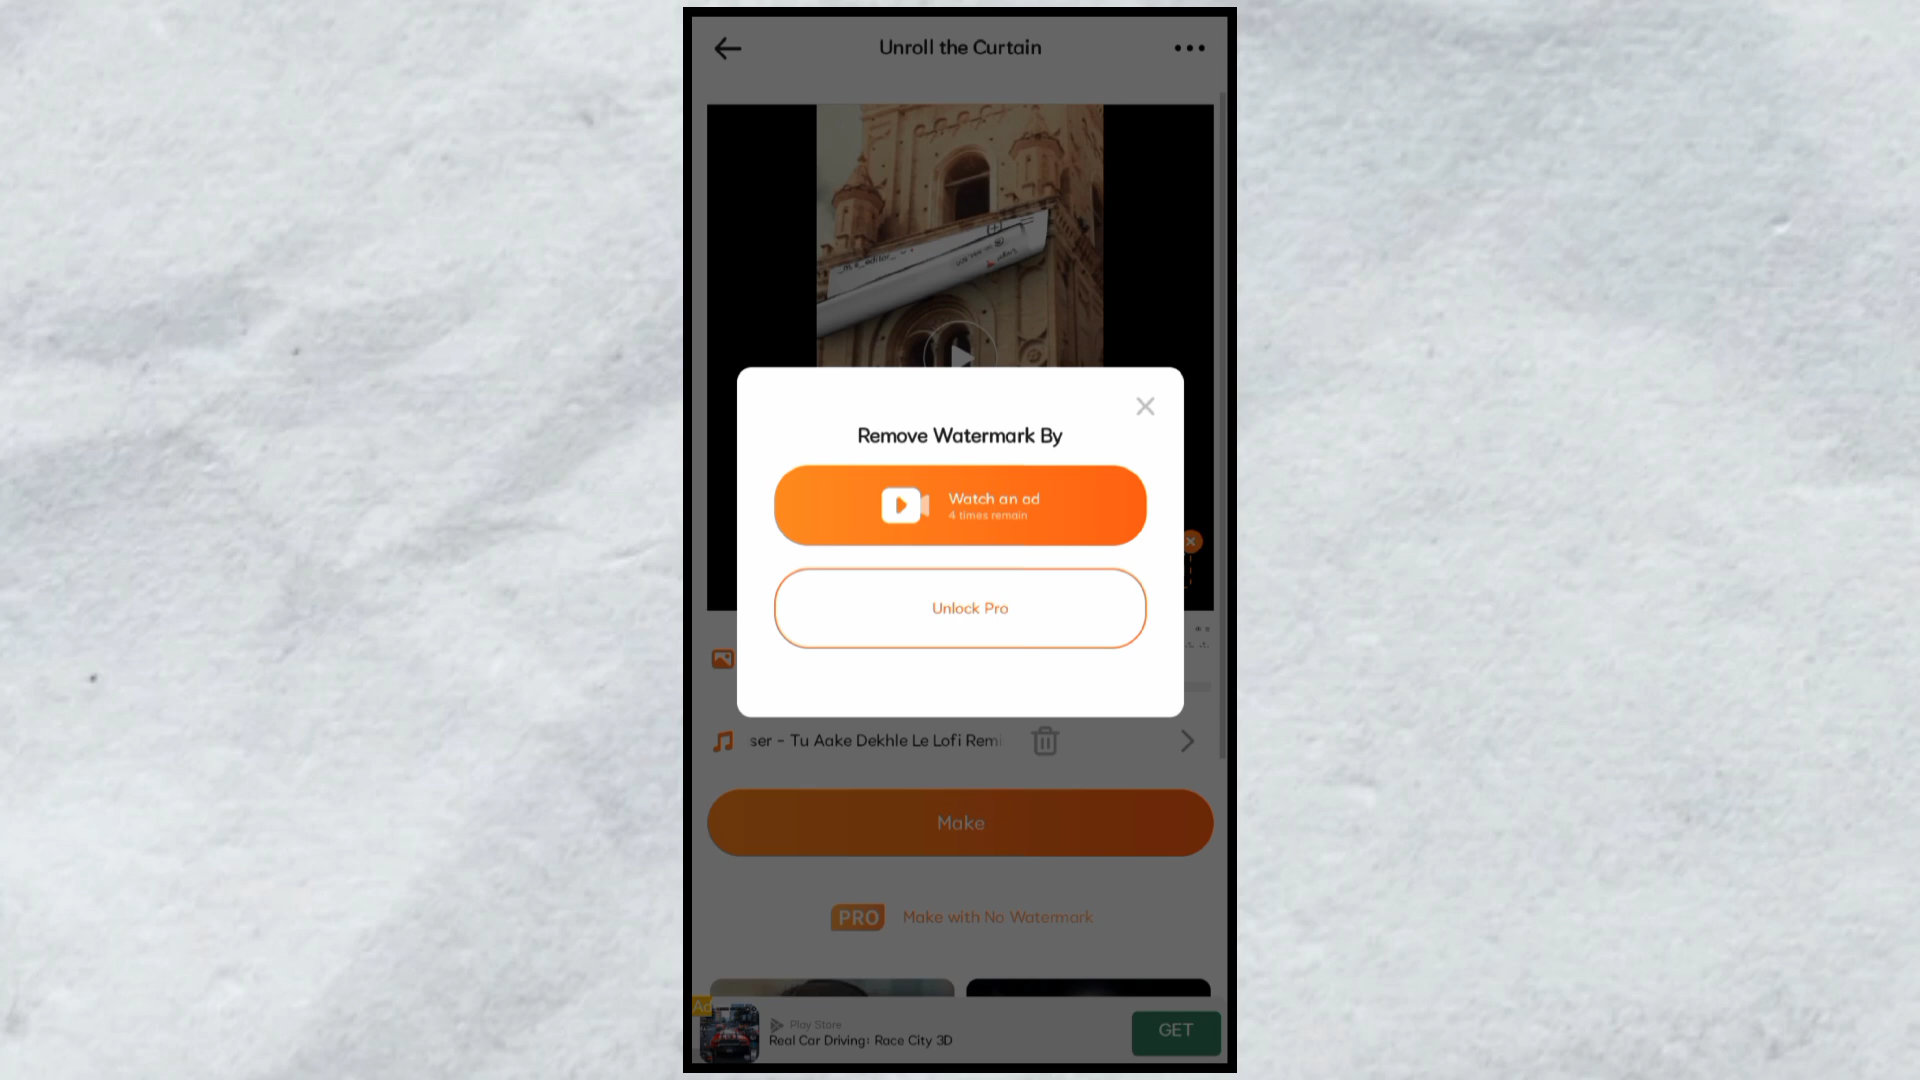 Unroll the Curtain
Remove Watermark By
Watch an ad
4 times remain
Unlock Pro
ser - Tu Aake Dekhle Le Lofi Remi
Make
PRO Make with No Watermark
Ad
Play Store
Real Car Driving: Race City 3D
GET